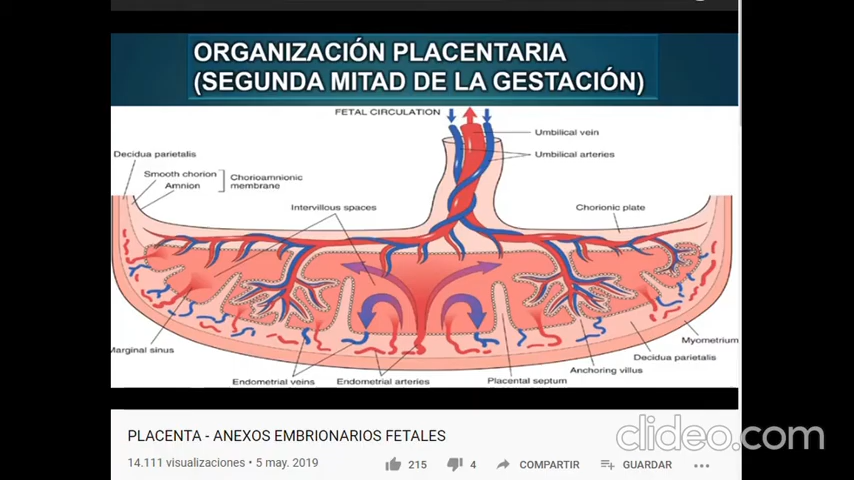 ORGANIZACIÓN PLACENTARIA
(SEGUNDA MITAD DE LA GESTACIÓN)
FETAL CIRCULATION
Umbilical vein
Umbilical arteries
Decidua parietalis
Smooth chorion
Amnion
Chorioamnionic
membrane
Intervillous spaces
Chorionic plate
Marginal sinus
Myometrium
Decidua parietalis
Anchoring villus
Endometrial veins
Endometrial arteries
Placental septum
PLACENTA - ANEXOS EMBRIONARIOS FETALES
14.111 visualizaciones • 5 may. 2019
215
4
COMPARTIR
GUARDAR
clideo.com